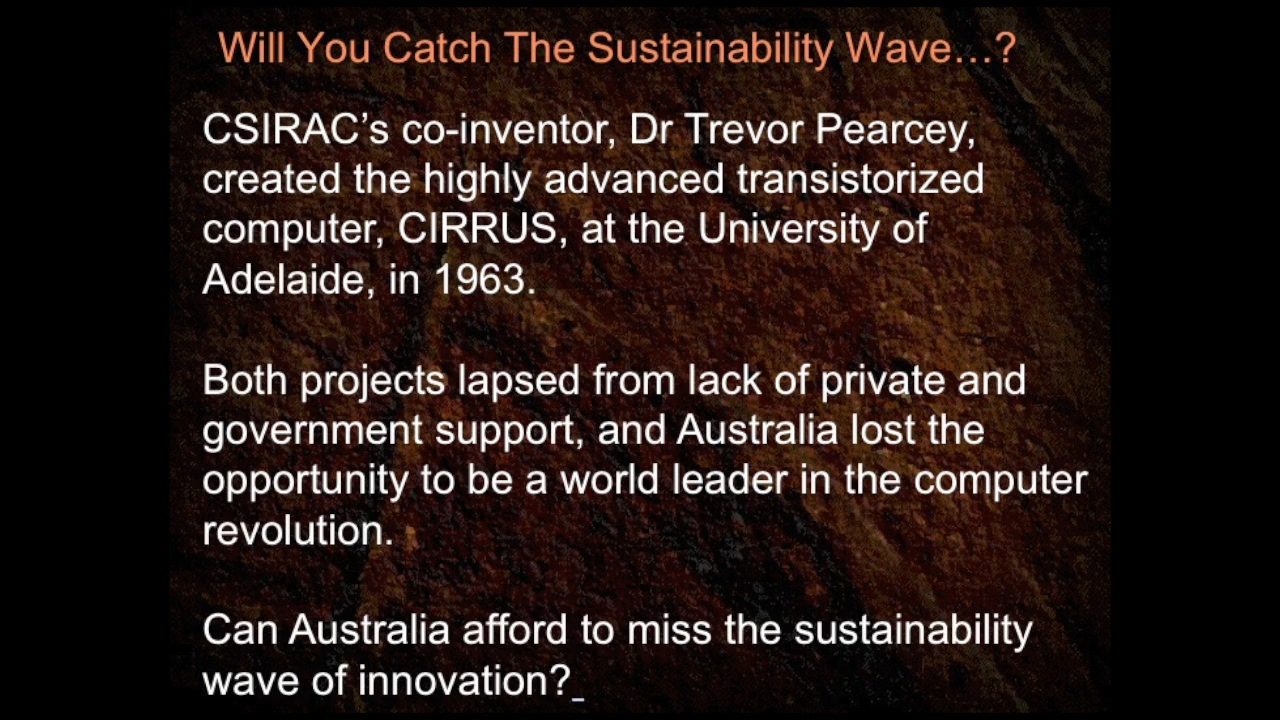 Will You Catch The Sustainability Wave…?
CSIRAC’s co-inventor, Dr Trevor Pearcey,
created the highly advanced transistorized
computer, CIRRUS, at the University of
Adelaide, in 1963.
Both projects lapsed from lack of private and
government support, and Australia lost the
opportunity to be a world leader in the computer
revolution.
Can Australia afford to miss the sustainability
wave of innovation?_